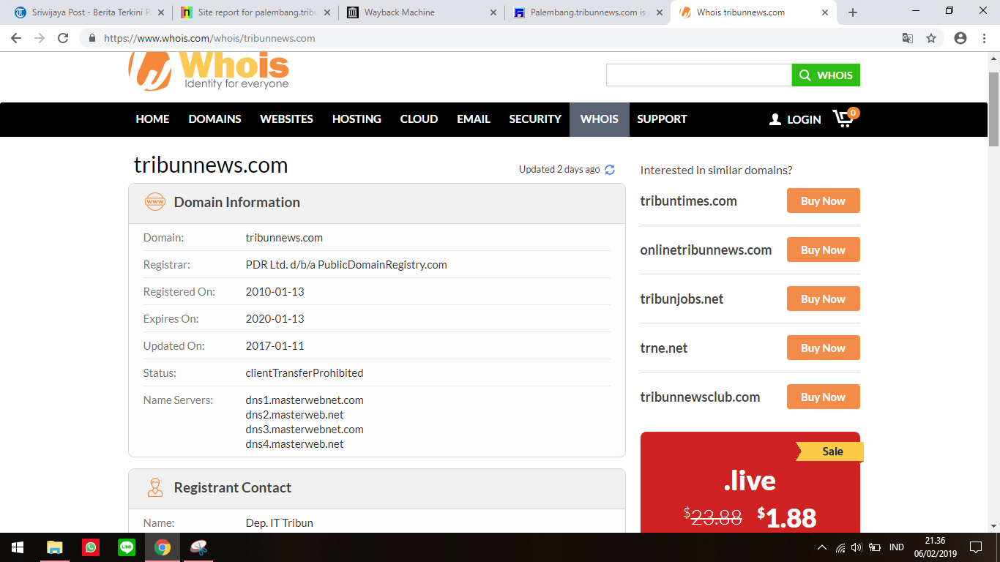 Sriwijaya Post - Berita Terkini P
Site report for palembang.tribu
Wayback Machine
Palembang.tribunnews.com is a
Whois tribunnews.com
https://www.whois.com/whois/tribunnews.com
Whois
Identity for everyone
WHOIS
HOME DOMAINS WEBSITES HOSTING CLOUD EMAIL SECURITY WHOIS SUPPORT LOGIN 0
tribunnews.com
Updated 2 days ago
Domain Information
www
Domain: tribunnews.com
Registrar: PDR Ltd. d/b/a PublicDomainRegistry.com
Registered On: 2010-01-13
Expires On: 2020-01-13
Updated On: 2017-01-11
Status: clientTransferProhibited
Name Servers: dns1.masterwebnet.com
dns2.masterweb.net
dns3.masterwebnet.com
dns4.masterweb.net
Registrant Contact
Name: Dep. IT Tribun
Interested in similar domains?
tribuntimes.com Buy Now
onlinetribunnews.com Buy Now
tribunjobs.net Buy Now
trne.net Buy Now
tribunnewsclub.com Buy Now
Sale
.live
$23.88 $1.88
LINE
IND
21.36
06/02/2019